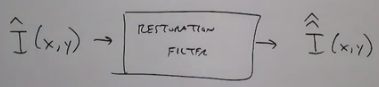 Î(x,y) → RESTORATION → Î̂(x,y)
FILTER